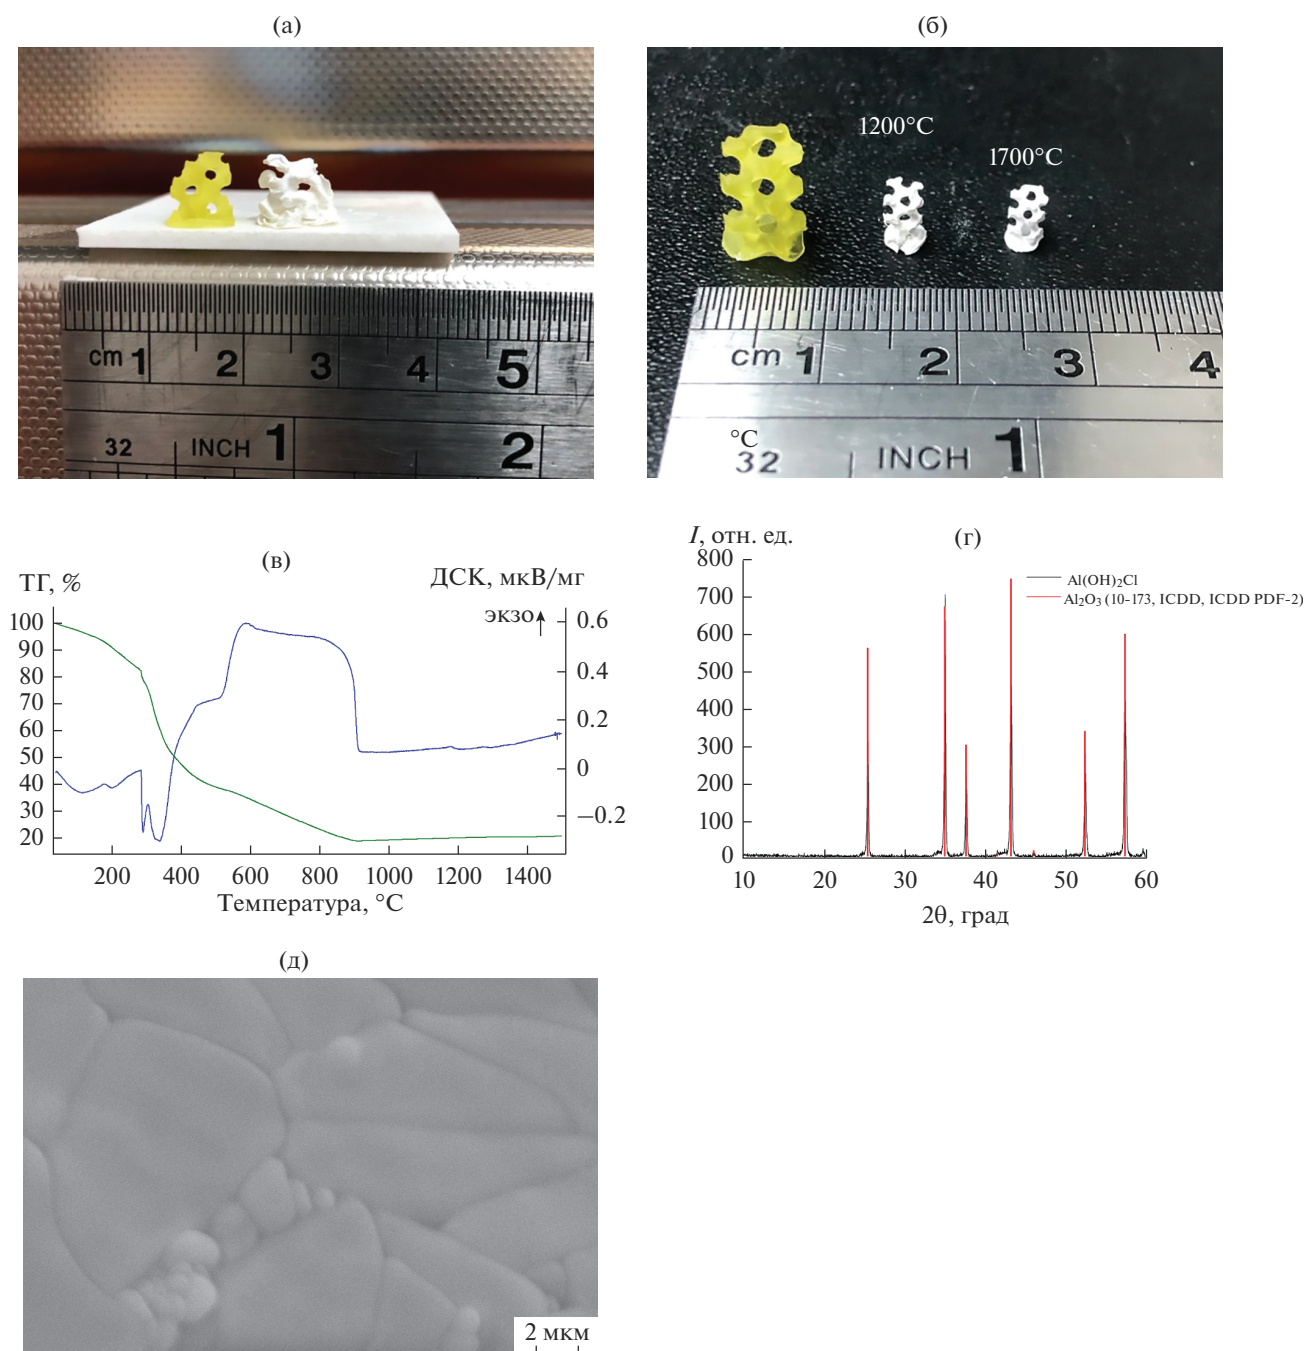 (а)
(б)
cm 1 2 3 4 5
32 INCH 1 2
1200°C
1700°C
cm 1 2 3 4
°C
32 INCH 1
(в)
ТГ, %
ДСК, мкВ/мг
экзо
100
90
80
70
60
50
40
30
20
0.6
0.4
0.2
0
−0.2
200 400 600 800 1000 1200 1400
Температура, °C
(г)
I, отн. ед.
800
700
600
500
400
300
200
100
0
Al(OH)₂Cl
Al₂O₃ (10-173, ICDD, ICDD PDF-2)
10 20 30 40 50 60
2θ, град
(д)
2 мкм